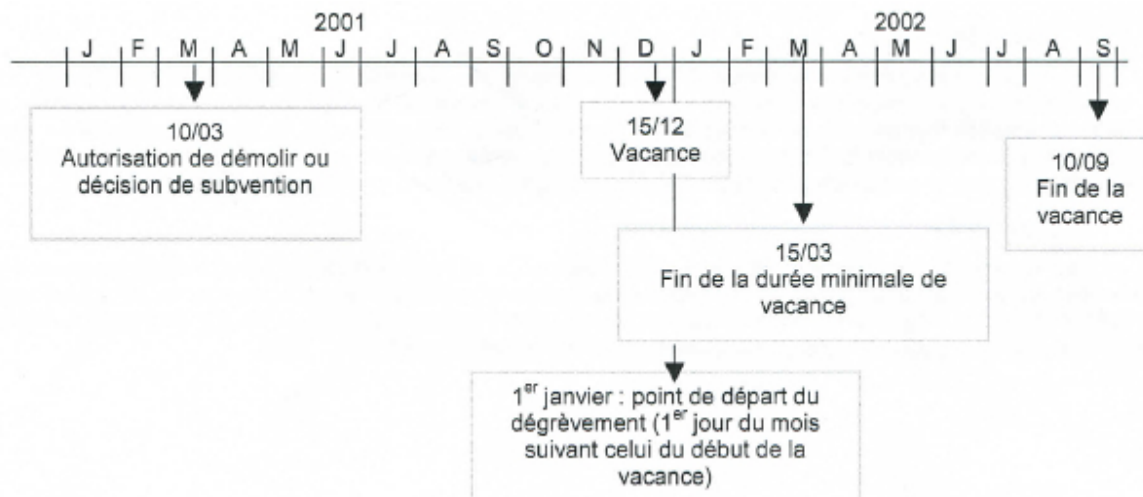 2001 2002
J F M A M J J A S O N D J F M A M J J A S
10/03
Autorisation de démolir ou
décision de subvention
15/12
Vacance
10/09
Fin de la
vacance
15/03
Fin de la durée minimale de
vacance
1er janvier : point de départ du
dégrèvement (1er jour du mois
suivant celui du début de la
vacance)